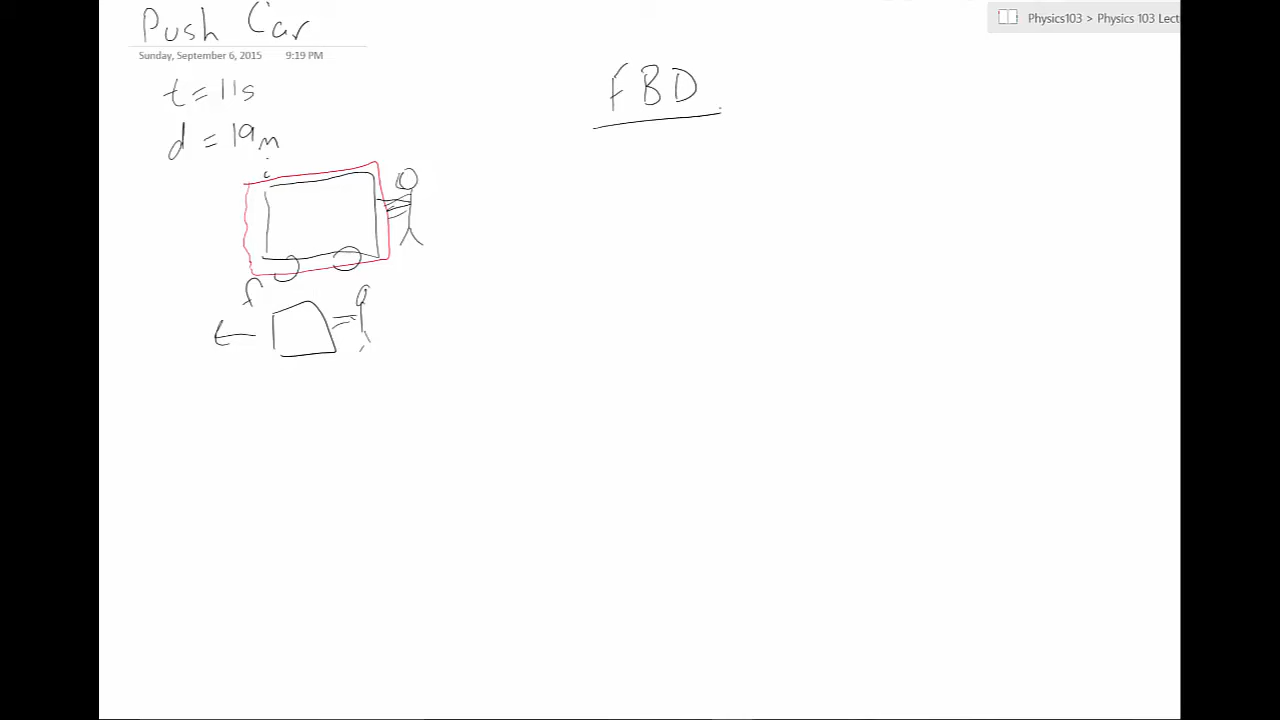 Push Car
Sunday, September 6, 2015 9:19 PM
Physics103 > Physics 103 Lect
t = 11s
d = 19m
FBD
i
f